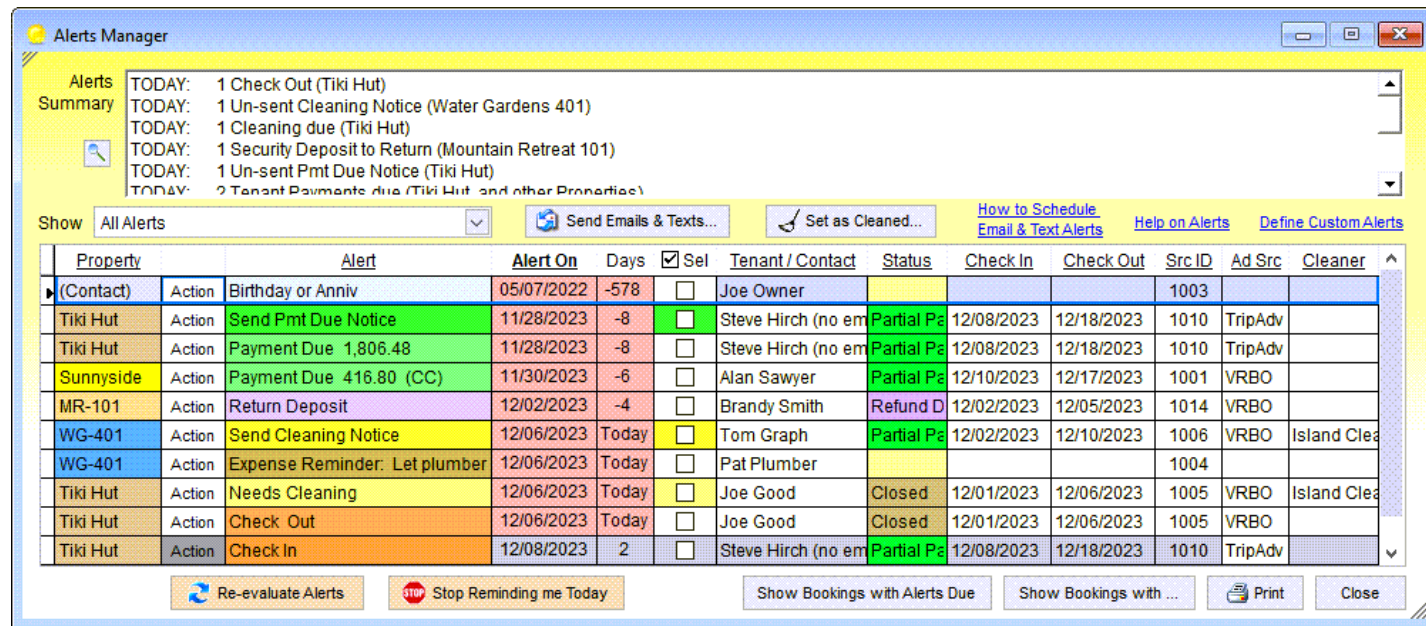 Alerts Manager
Alerts Summary
TODAY: 1 Check Out (Tiki Hut)
TODAY: 1 Un-sent Cleaning Notice (Water Gardens 401)
TODAY: 1 Cleaning due (Tiki Hut)
TODAY: 1 Security Deposit to Return (Mountain Retreat 101)
TODAY: 1 Un-sent Pmt Due Notice (Tiki Hut)
TODAY: 2 Tenant Payments due (Tiki Hut, and other Properties)
Show All Alerts Send Emails & Texts... Set as Cleaned... How to Schedule Email & Text Alerts Help on Alerts Define Custom Alerts
Property Alert Alert On Days Sel Tenant / Contact Status Check In Check Out Src ID Ad Src Cleaner
(Contact) Action Birthday or Anniv 05/07/2022 -578 Joe Owner 1003
Tiki Hut Action Send Pmt Due Notice 11/28/2023 -8 Steve Hirch (no em Partial Pa 12/08/2023 12/18/2023 1010 TripAdv
Tiki Hut Action Payment Due 1,806.48 11/28/2023 -8 Steve Hirch (no em Partial Pa 12/08/2023 12/18/2023 1010 TripAdv
Sunnyside Action Payment Due 416.80 (CC) 11/30/2023 -6 Alan Sawyer Partial Pa 12/10/2023 12/17/2023 1001 VRBO
MR-101 Action Return Deposit 12/02/2023 -4 Brandy Smith Refund D 12/02/2023 12/05/2023 1014 VRBO
WG-401 Action Send Cleaning Notice 12/06/2023 Today Tom Graph Partial Pa 12/02/2023 12/10/2023 1006 VRBO Island Clea
WG-401 Action Expense Reminder: Let plumber 12/06/2023 Today Pat Plumber 1004
Tiki Hut Action Needs Cleaning 12/06/2023 Today Joe Good Closed 12/01/2023 12/06/2023 1005 VRBO Island Clea
Tiki Hut Action Check Out 12/06/2023 Today Joe Good Closed 12/01/2023 12/06/2023 1005 VRBO
Tiki Hut Action Check In 12/08/2023 2 Steve Hirch (no em Partial Pa 12/08/2023 12/18/2023 1010 TripAdv
Re-evaluate Alerts STOP Stop Reminding me Today Show Bookings with Alerts Due Show Bookings with ... Print Close